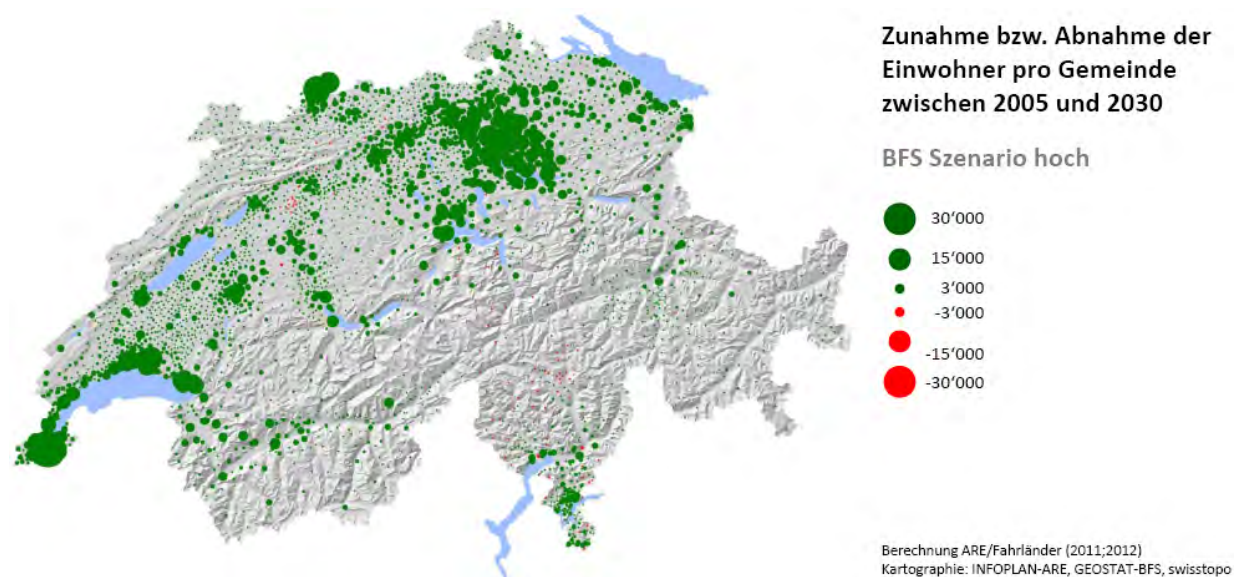 Zunahme bzw. Abnahme der
Einwohner pro Gemeinde
zwischen 2005 und 2030
BFS Szenario hoch
30‘000
15‘000
3‘000
-3‘000
-15‘000
-30‘000
Berechnung ARE/Fahrländer (2011;2012)
Kartographie: INFOPLAN-ARE, GEOSTAT-BFS, swisstopo